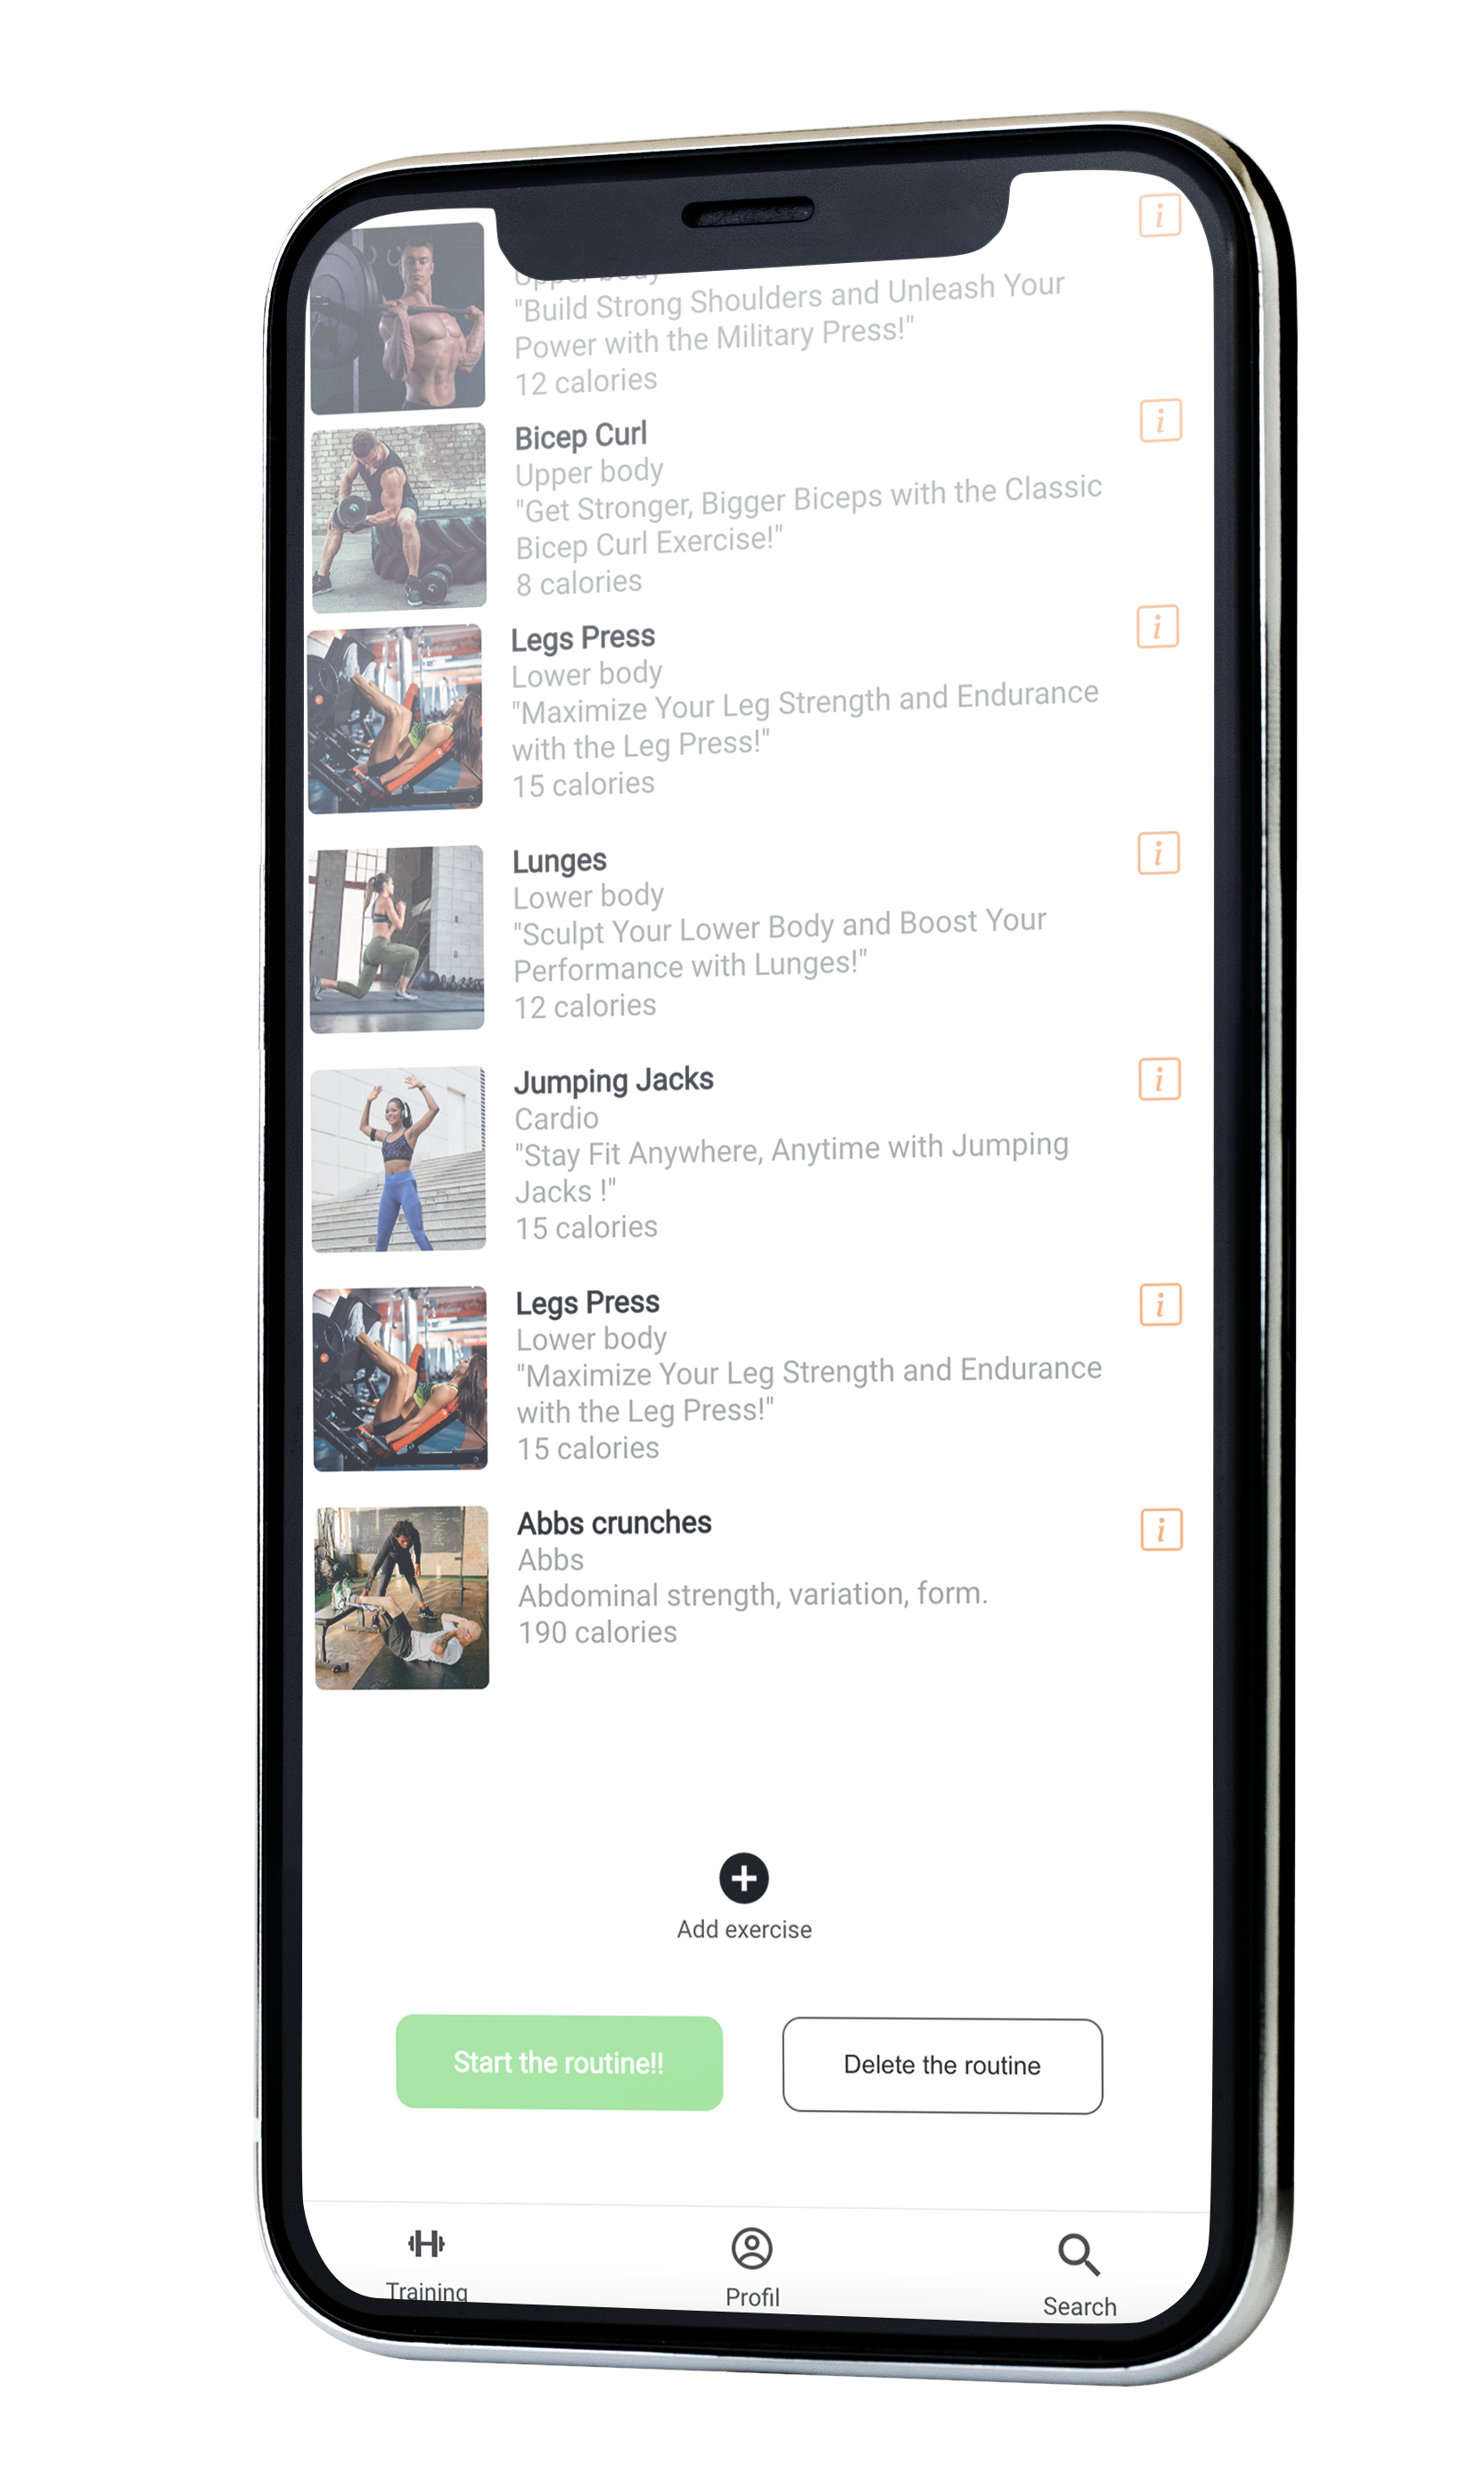 Upper body
"Build Strong Shoulders and Unleash Your
Power with the Military Press!"
12 calories
Bicep Curl
Upper body
"Get Stronger, Bigger Biceps with the Classic
Bicep Curl Exercise!"
8 calories
Legs Press
Lower body
"Maximize Your Leg Strength and Endurance
with the Leg Press!"
15 calories
Lunges
Lower body
"Sculpt Your Lower Body and Boost Your
Performance with Lunges!"
12 calories
Jumping Jacks
Cardio
"Stay Fit Anywhere, Anytime with Jumping
Jacks !"
15 calories
Legs Press
Lower body
"Maximize Your Leg Strength and Endurance
with the Leg Press!"
15 calories
Abbs crunches
Abbs
Abdominal strength, variation, form.
190 calories
Add exercise
Start the routine!!
Delete the routine
Training
Profil
Search